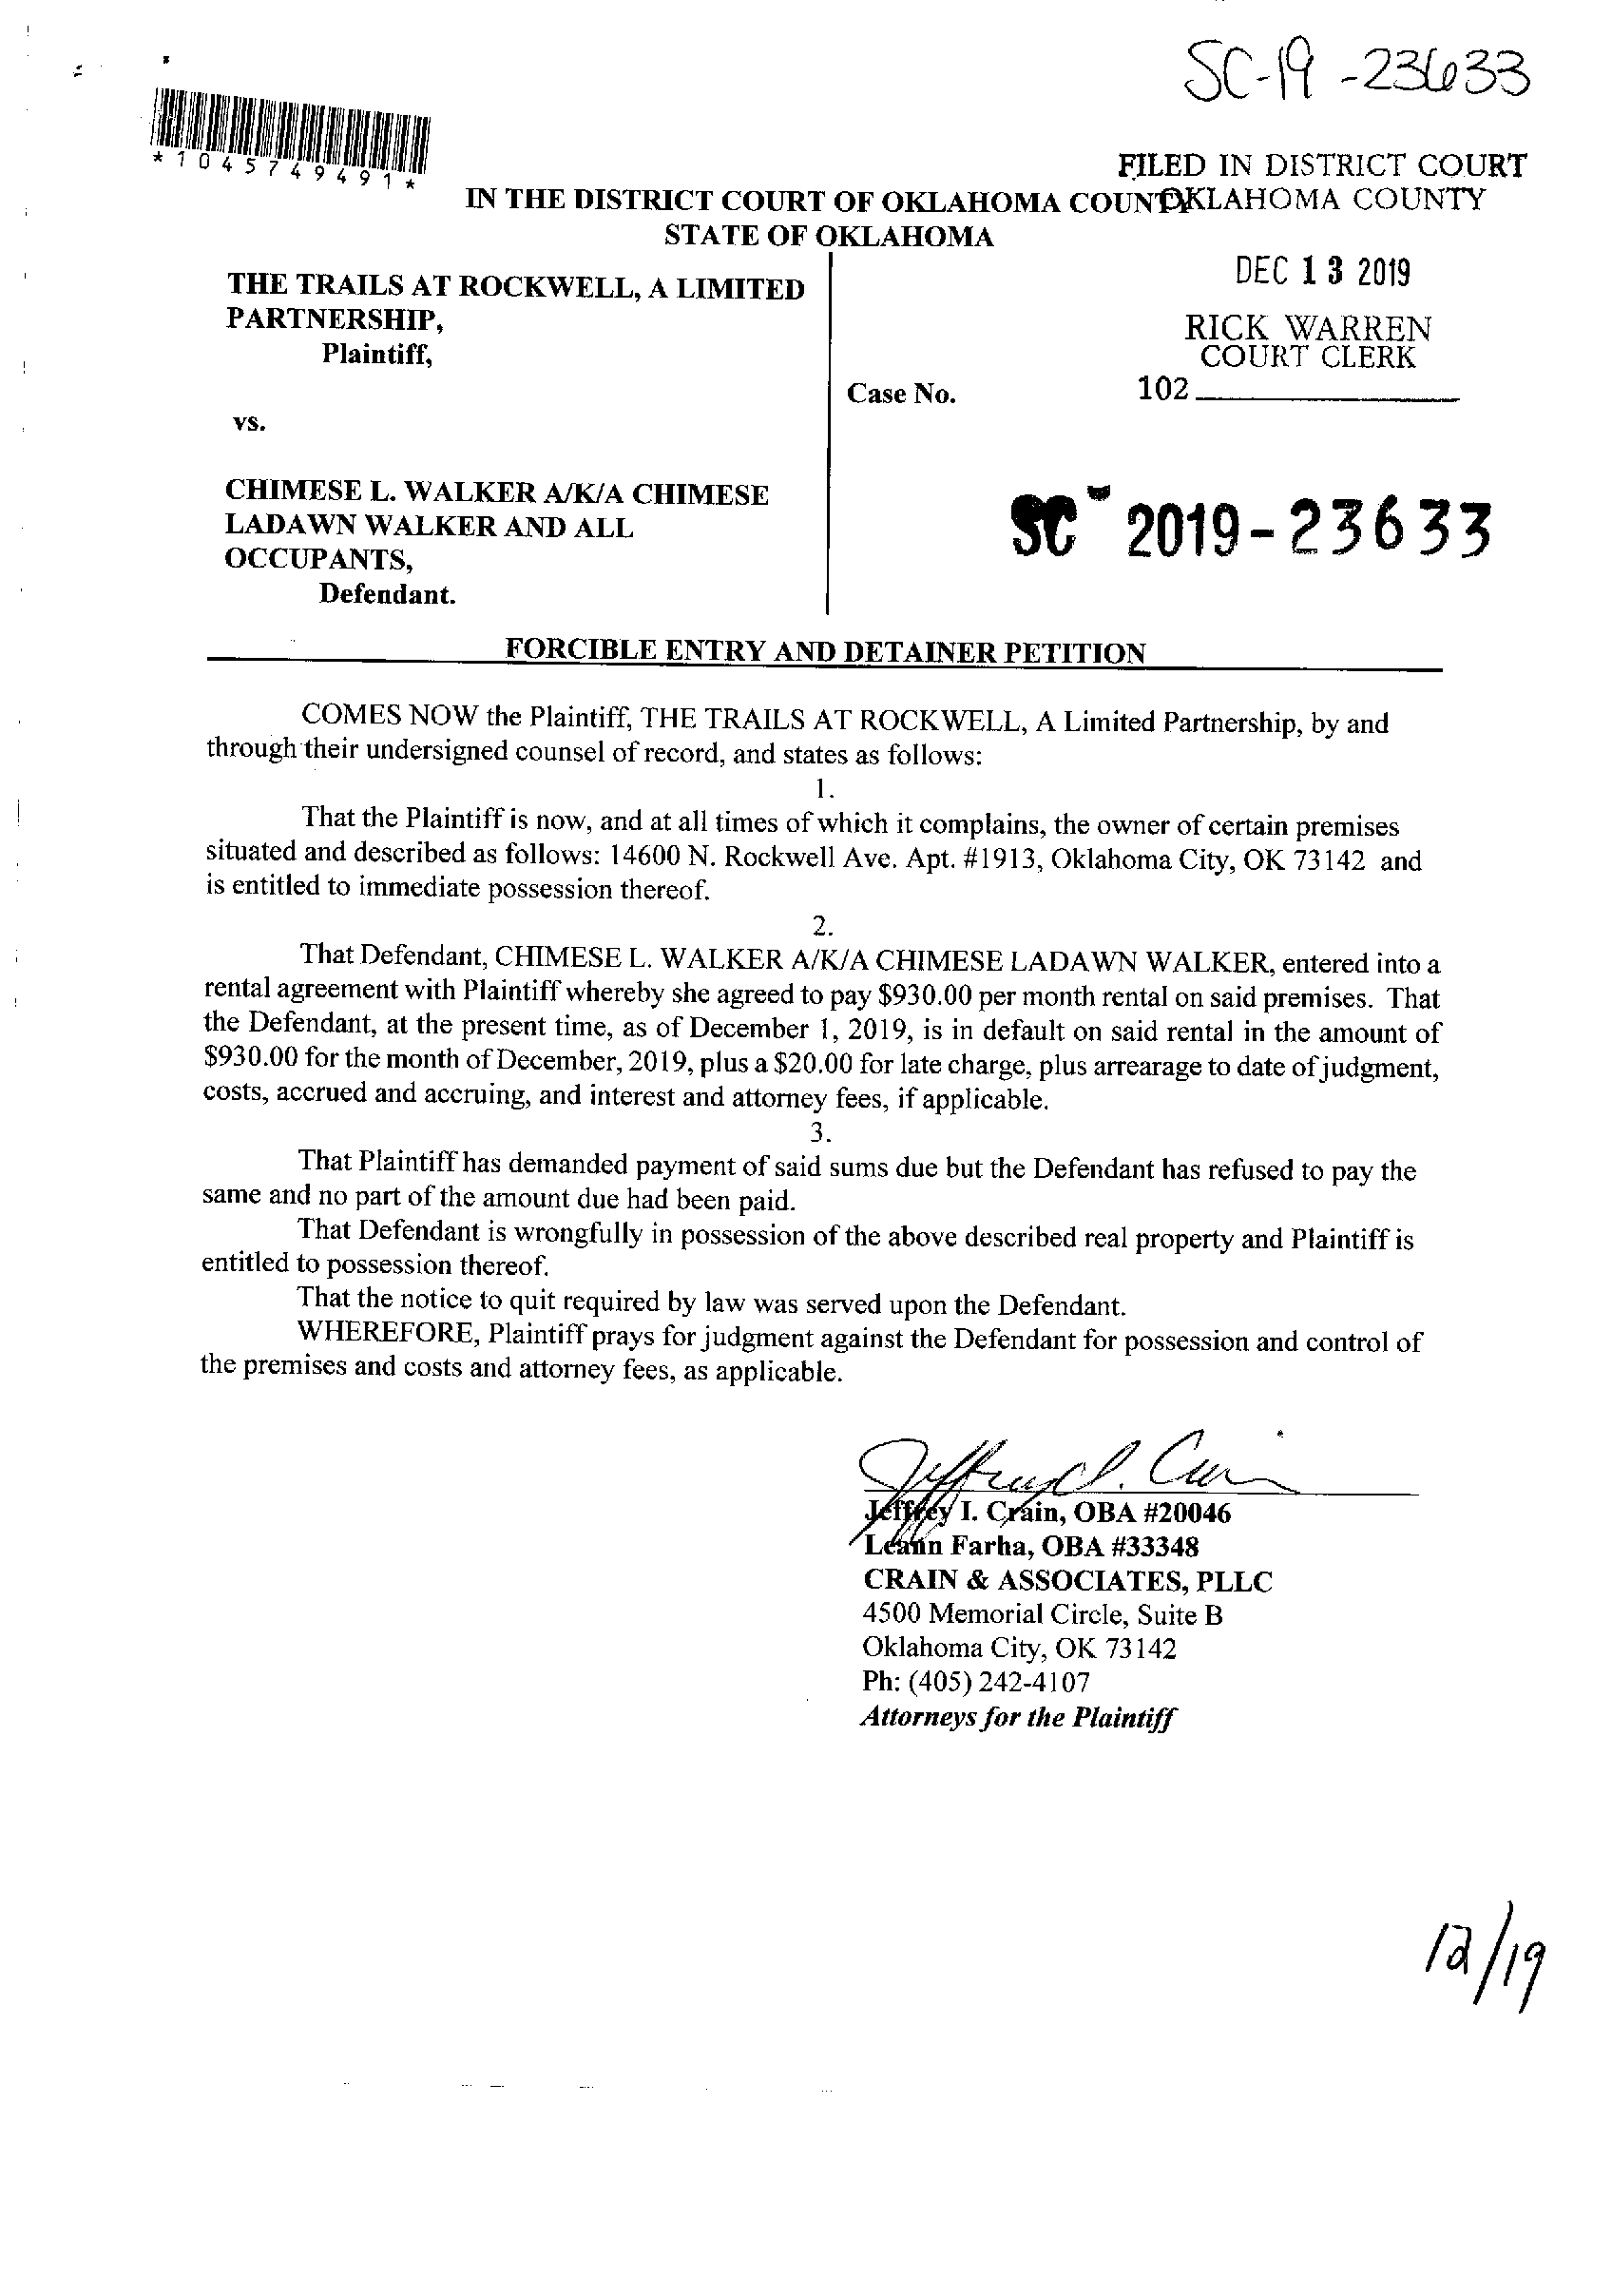 SC-19-23633
*1045749491*
FILED IN DISTRICT COURT
OKLAHOMA COUNTY
IN THE DISTRICT COURT OF OKLAHOMA COUNTY
STATE OF OKLAHOMA
DEC 13 2019
RICK WARREN
COURT CLERK
102
THE TRAILS AT ROCKWELL, A LIMITED
PARTNERSHIP,
Plaintiff,
Case No.
vs.
SC- 2019-23633
CHIMESE L. WALKER A/K/A CHIMESE
LADAWN WALKER AND ALL
OCCUPANTS,
Defendant.
FORCIBLE ENTRY AND DETAINER PETITION
COMES NOW the Plaintiff, THE TRAILS AT ROCKWELL, A Limited Partnership, by and
through their undersigned counsel of record, and states as follows:
1.
That the Plaintiff is now, and at all times of which it complains, the owner of certain premises
situated and described as follows: 14600 N. Rockwell Ave. Apt. #1913, Oklahoma City, OK 73142 and
is entitled to immediate possession thereof.
2.
That Defendant, CHIMESE L. WALKER A/K/A CHIMESE LADAWN WALKER, entered into a
rental agreement with Plaintiff whereby she agreed to pay $930.00 per month rental on said premises. That
the Defendant, at the present time, as of December 1, 2019, is in default on said rental in the amount of
$930.00 for the month of December, 2019, plus a $20.00 for late charge, plus arrearage to date of judgment,
costs, accrued and accruing, and interest and attorney fees, if applicable.
3.
That Plaintiff has demanded payment of said sums due but the Defendant has refused to pay the
same and no part of the amount due had been paid.
That Defendant is wrongfully in possession of the above described real property and Plaintiff is
entitled to possession thereof.
That the notice to quit required by law was served upon the Defendant.
WHEREFORE, Plaintiff prays for judgment against the Defendant for possession and control of
the premises and costs and attorney fees, as applicable.
Jeffrey I. Crain
Jeffrey I. Crain, OBA #20046
Leann Farha, OBA #33348
CRAIN & ASSOCIATES, PLLC
4500 Memorial Circle, Suite B
Oklahoma City, OK 73142
Ph: (405) 242-4107
Attorneys for the Plaintiff
12/19